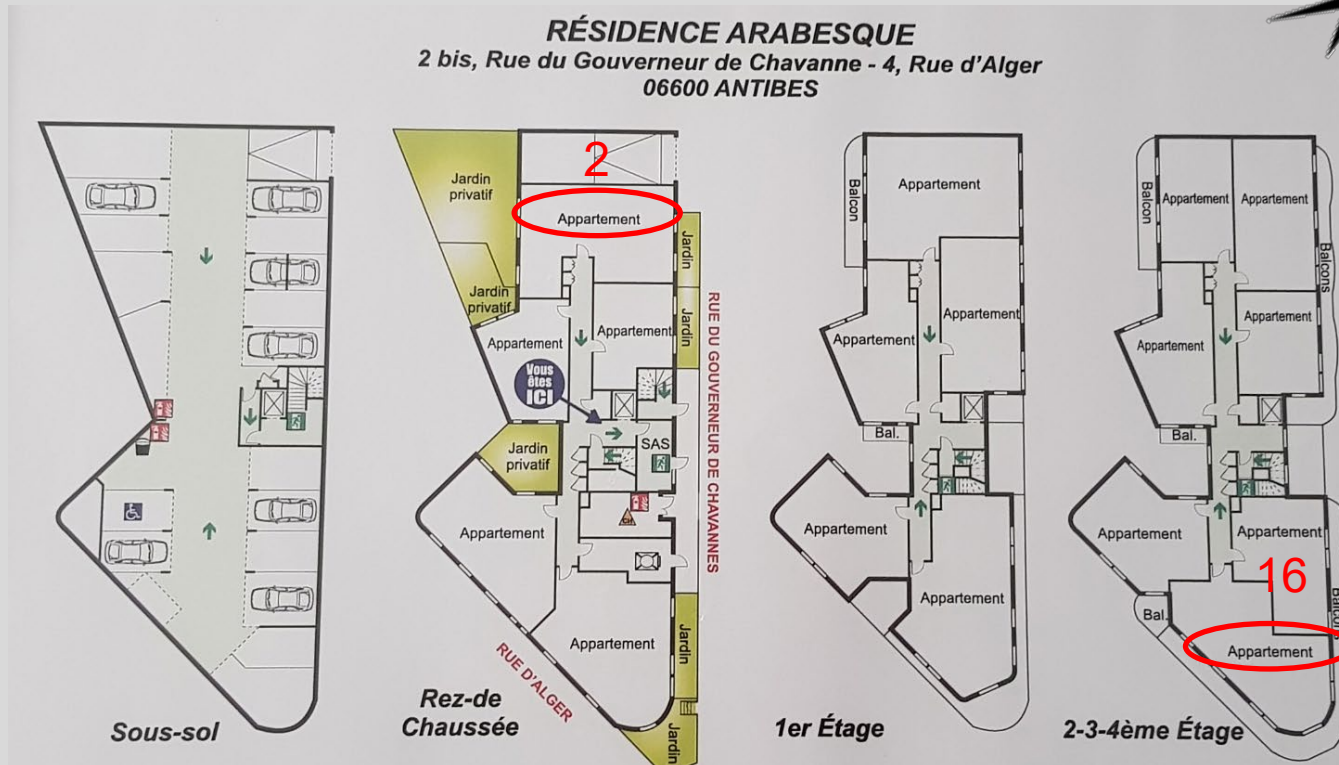 RÉSIDENCE ARABESQUE
2 bis, Rue du Gouverneur de Chavanne - 4, Rue d'Alger
06600 ANTIBES
Sous-sol
Jardin
privatif
2
Appartement
Jardin
Jardin
privatif
Jardin
Appartement
Appartement
Vous
êtes
ICI
SAS
Jardin
privatif
Appartement
CH
Appartement
Jardin
Jardin
RUE DU GOUVERNEUR DE CHAVANNES
RUE D'ALGER
Rez-de
Chaussée
Appartement
Balcon
Appartement
Appartement
Bal.
Appartement
Appartement
1er Étage
Balcon
Appartement
Appartement
Balcons
Appartement
Appartement
Bal.
Appartement
Appartement
16
Bal.
Balcons
Appartement
2-3-4ème Étage